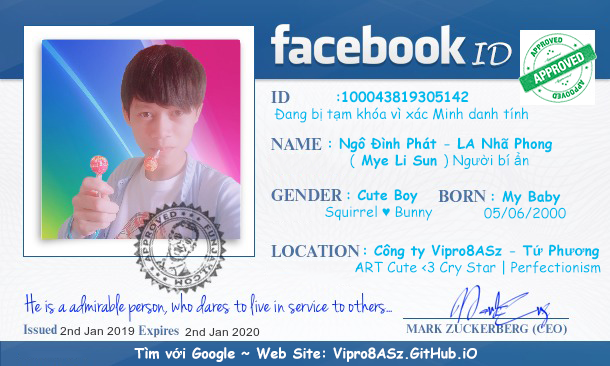 facebook ID
APPROVED
APPROVED
APPROVED
ID :100043819305142
Đang bị tạm khóa vì xác Minh danh tính
NAME : Ngô Đình Phát - LA Nhã Phong
( Mye Li Sun ) Người bí ẩn
GENDER : Cute Boy BORN : My Baby
Squirrel ♥ Bunny 05/06/2000
APPROVED
LOCATION : Công ty Vipro8ASz - Tứ Phương
ART Cute <3 Cry Star | Perfectionism
He is a admirable person, who dares to live in service to others...
Issued 2nd Jan 2019 Expires 2nd Jan 2020
MARK ZUCKERBERG (CEO)
Tìm với Google ~ Web Site: Vipro8ASz.GitHub.iO